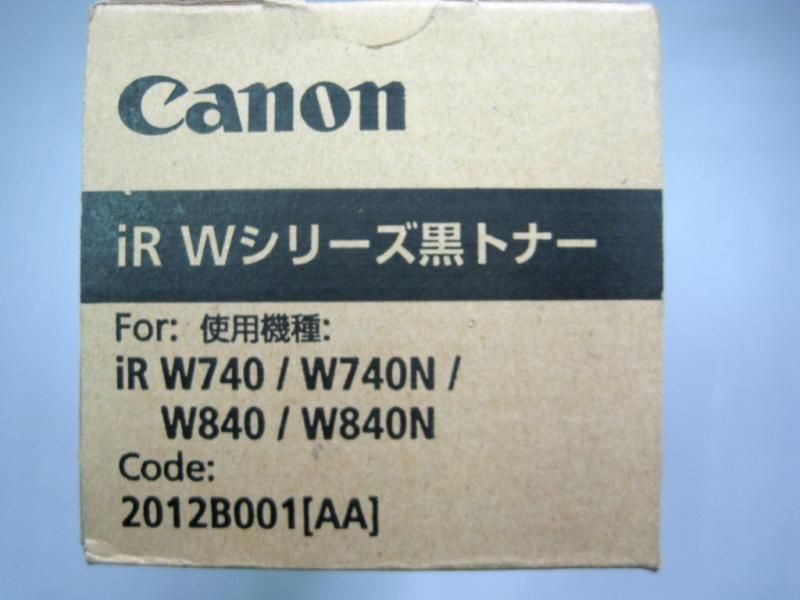 Canon
iR Wシリーズ黒トナー
For: 使用機種:
iR W740 / W740N /
W840 / W840N
Code:
2012B001[AA]